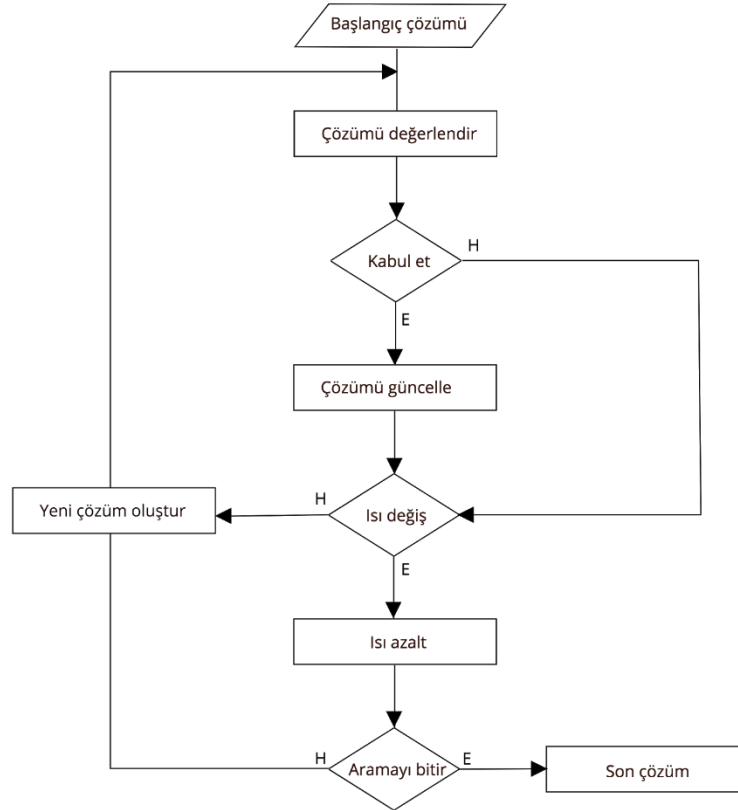 Başlangıç çözümü
Çözümü değerlendir
Kabul et
H
E
Çözümü güncelle
Yeni çözüm oluştur
H
Isı değiş
E
Isı azalt
H
Aramayı bitir
E
Son çözüm